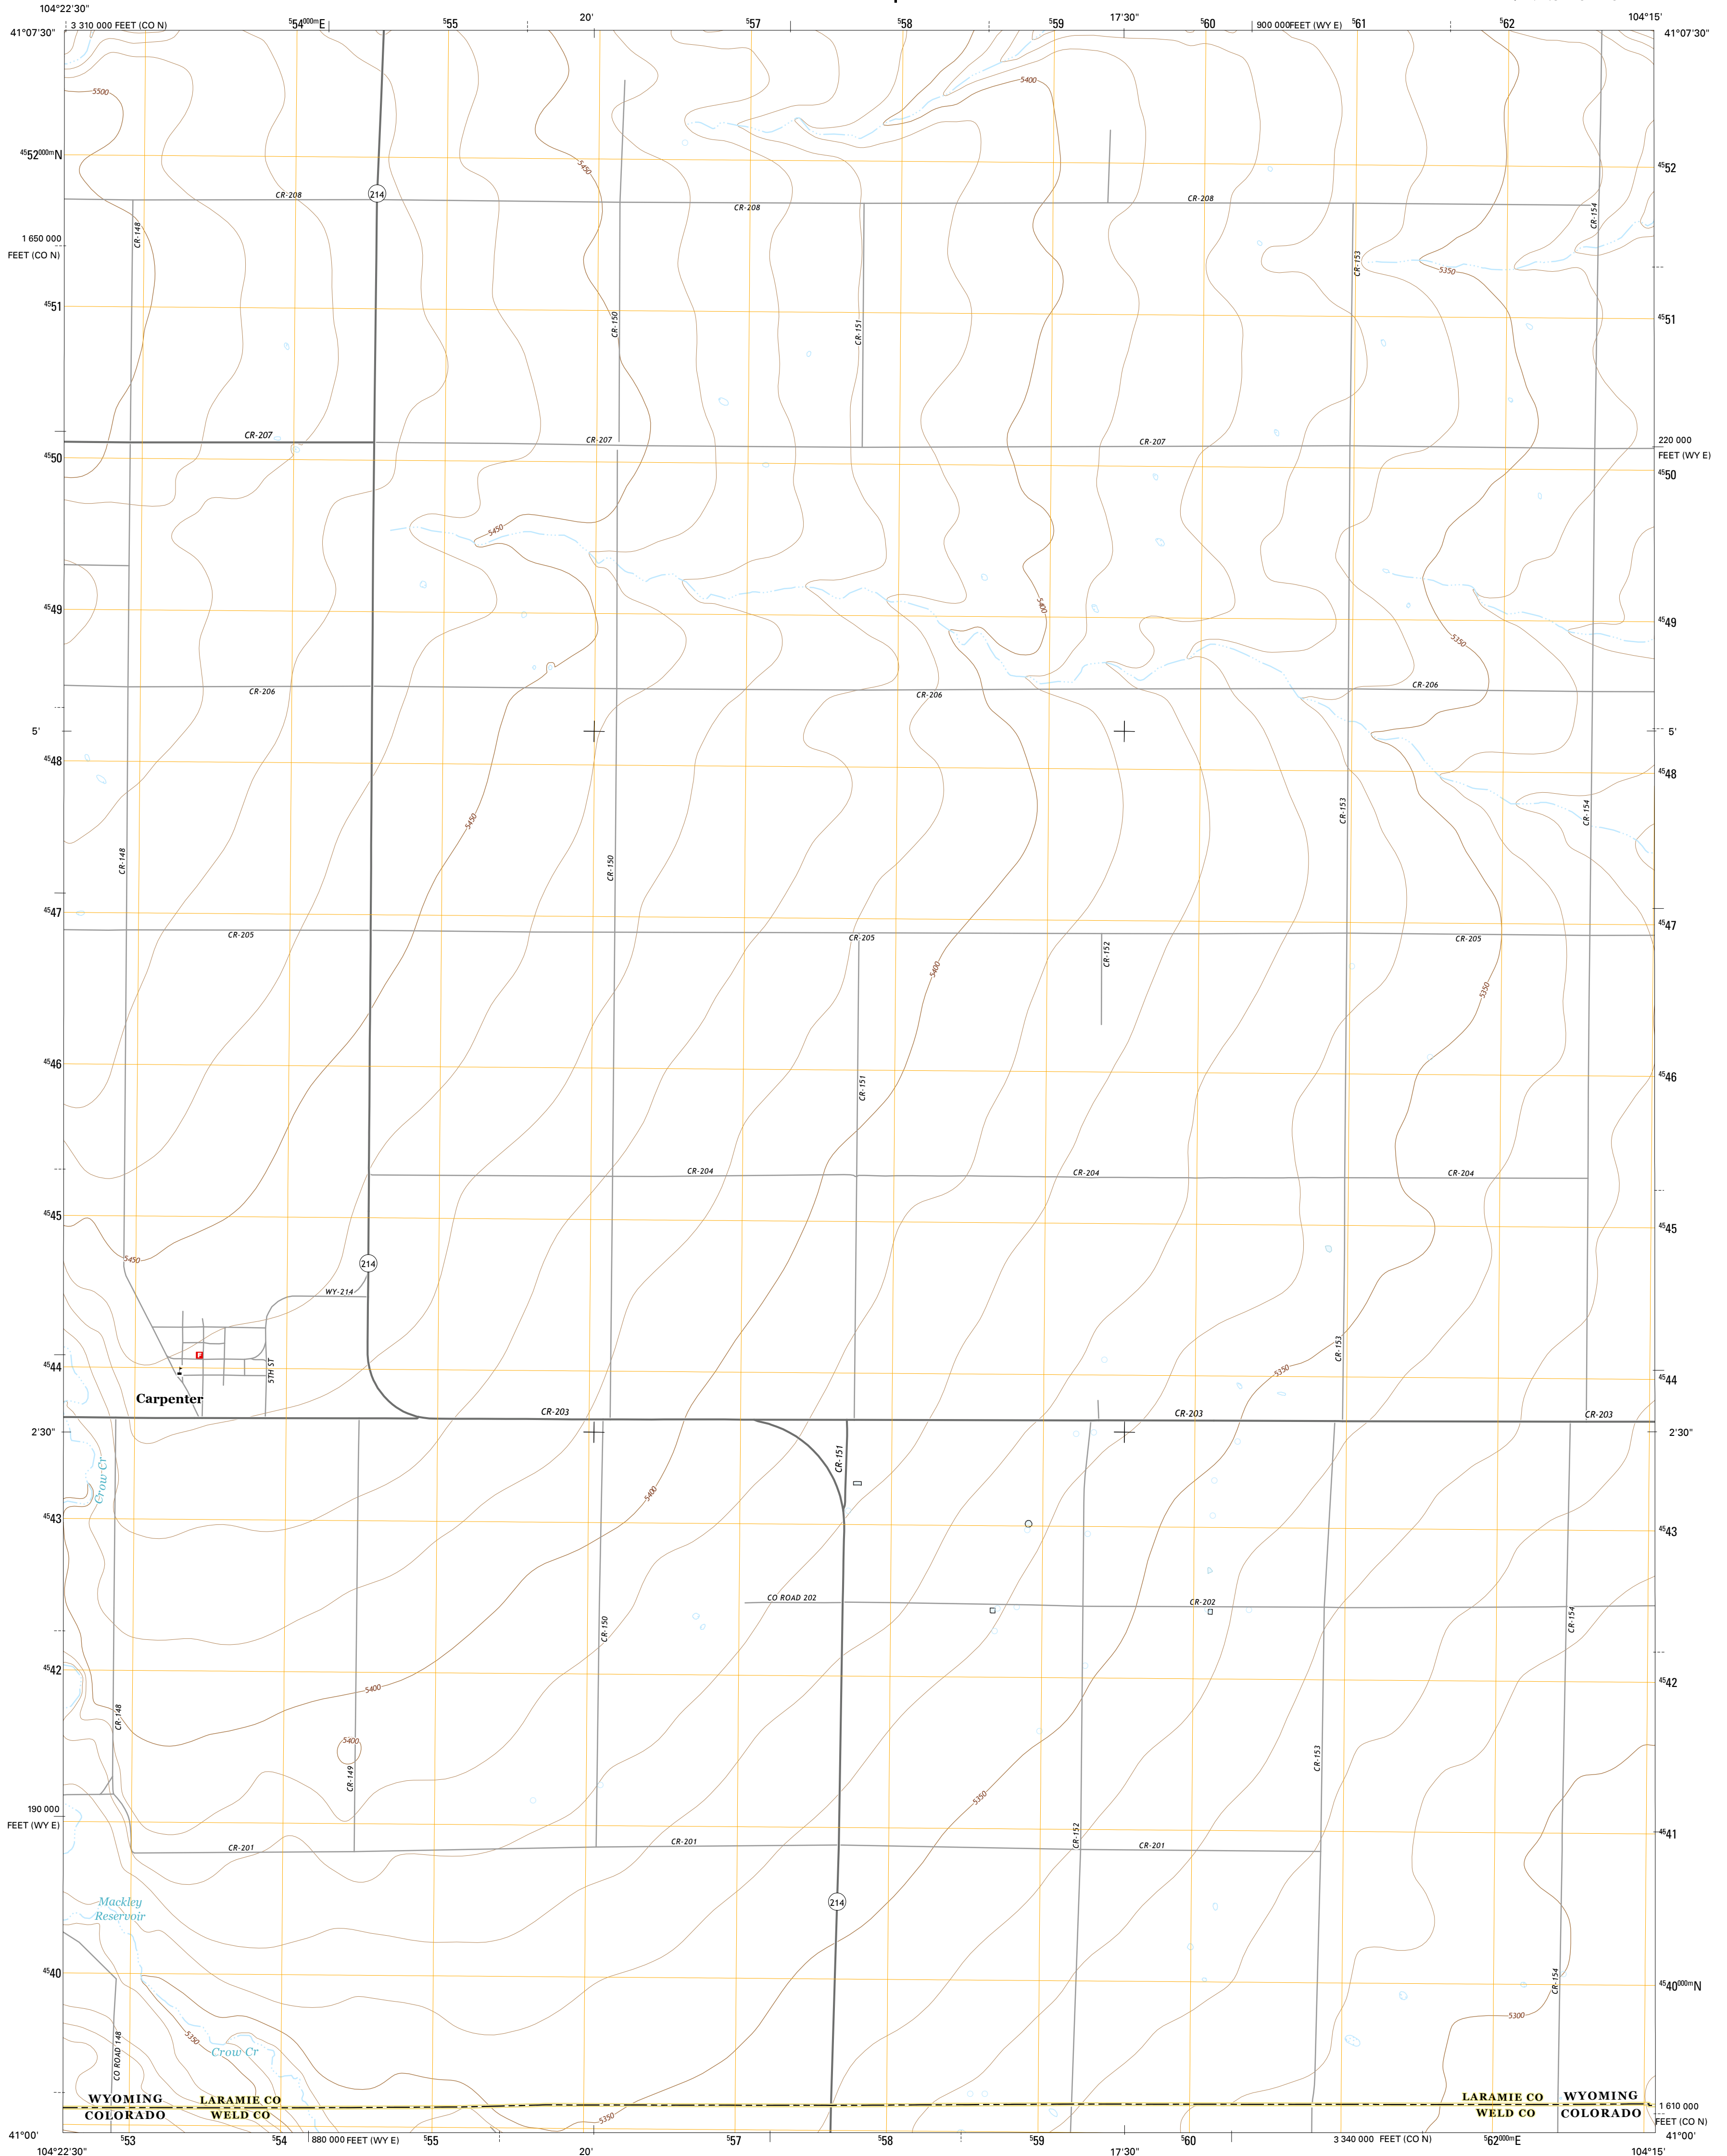 104°22'30"
3 310 000 FEET (CO N)
⁵54⁰⁰⁰ᵐE
⁵55
20'
⁵57
⁵58
⁵59
17'30"
⁵60
900 000FEET (WY E)
⁵61
⁵62
104°15'
41°07'30"
41°07'30"
5500
5400
⁴⁵52⁰⁰⁰ᵐN
5450
⁴⁵52
CR-208
214
CR-208
CR-208
CR-148
CR-154
1 650 000
FEET (CO N)
CR-153
5350
⁴⁵51
CR-150
CR-151
⁴⁵51
CR-207
CR-207
CR-207
220 000
FEET (WY E)
⁴⁵50
⁴⁵50
5450
⁴⁵49
5400
⁴⁵49
5350
CR-206
CR-206
CR-206
5'
5'
⁴⁵48
⁴⁵48
5450
CR-153
CR-154
CR-148
CR-150
⁴⁵47
⁴⁵47
CR-205
CR-205
CR-205
CR-152
5400
5350
⁴⁵46
⁴⁵46
CR-151
CR-204
CR-204
CR-204
⁴⁵45
⁴⁵45
5450
214
WY-214
CR-153
F
5TH ST
⁴⁵44
5350
⁴⁵44
Carpenter
CR-203
CR-203
CR-203
2'30"
2'30"
CR-151
Crow Cr
5400
⁴⁵43
⁴⁵43
CO ROAD 202
CR-202
CR-150
CR-154
⁴⁵42
⁴⁵42
5400
CR-148
5400
CR-149
CR-153
5350
190 000
FEET (WY E)
CR-152
⁴⁵41
CR-201
CR-201
CR-201
Mackley
Reservoir
214
⁴⁵40
CR-154
⁴⁵40⁰⁰⁰ᵐN
5350
5300
CO ROAD 148
Crow Cr
WYOMING
LARAMIE CO
LARAMIE CO
WYOMING
COLORADO
WELD CO
WELD CO
COLORADO
1 610 000
FEET (CO N)
5350
41°00'
41°00'
⁵53
⁵54
880 000 FEET (WY E)
⁵55
⁵57
⁵58
⁵59
⁵60
3 340 000 FEET (CO N)
⁵62⁰⁰⁰ᵐE
104°22'30"
20'
17'30"
104°15'